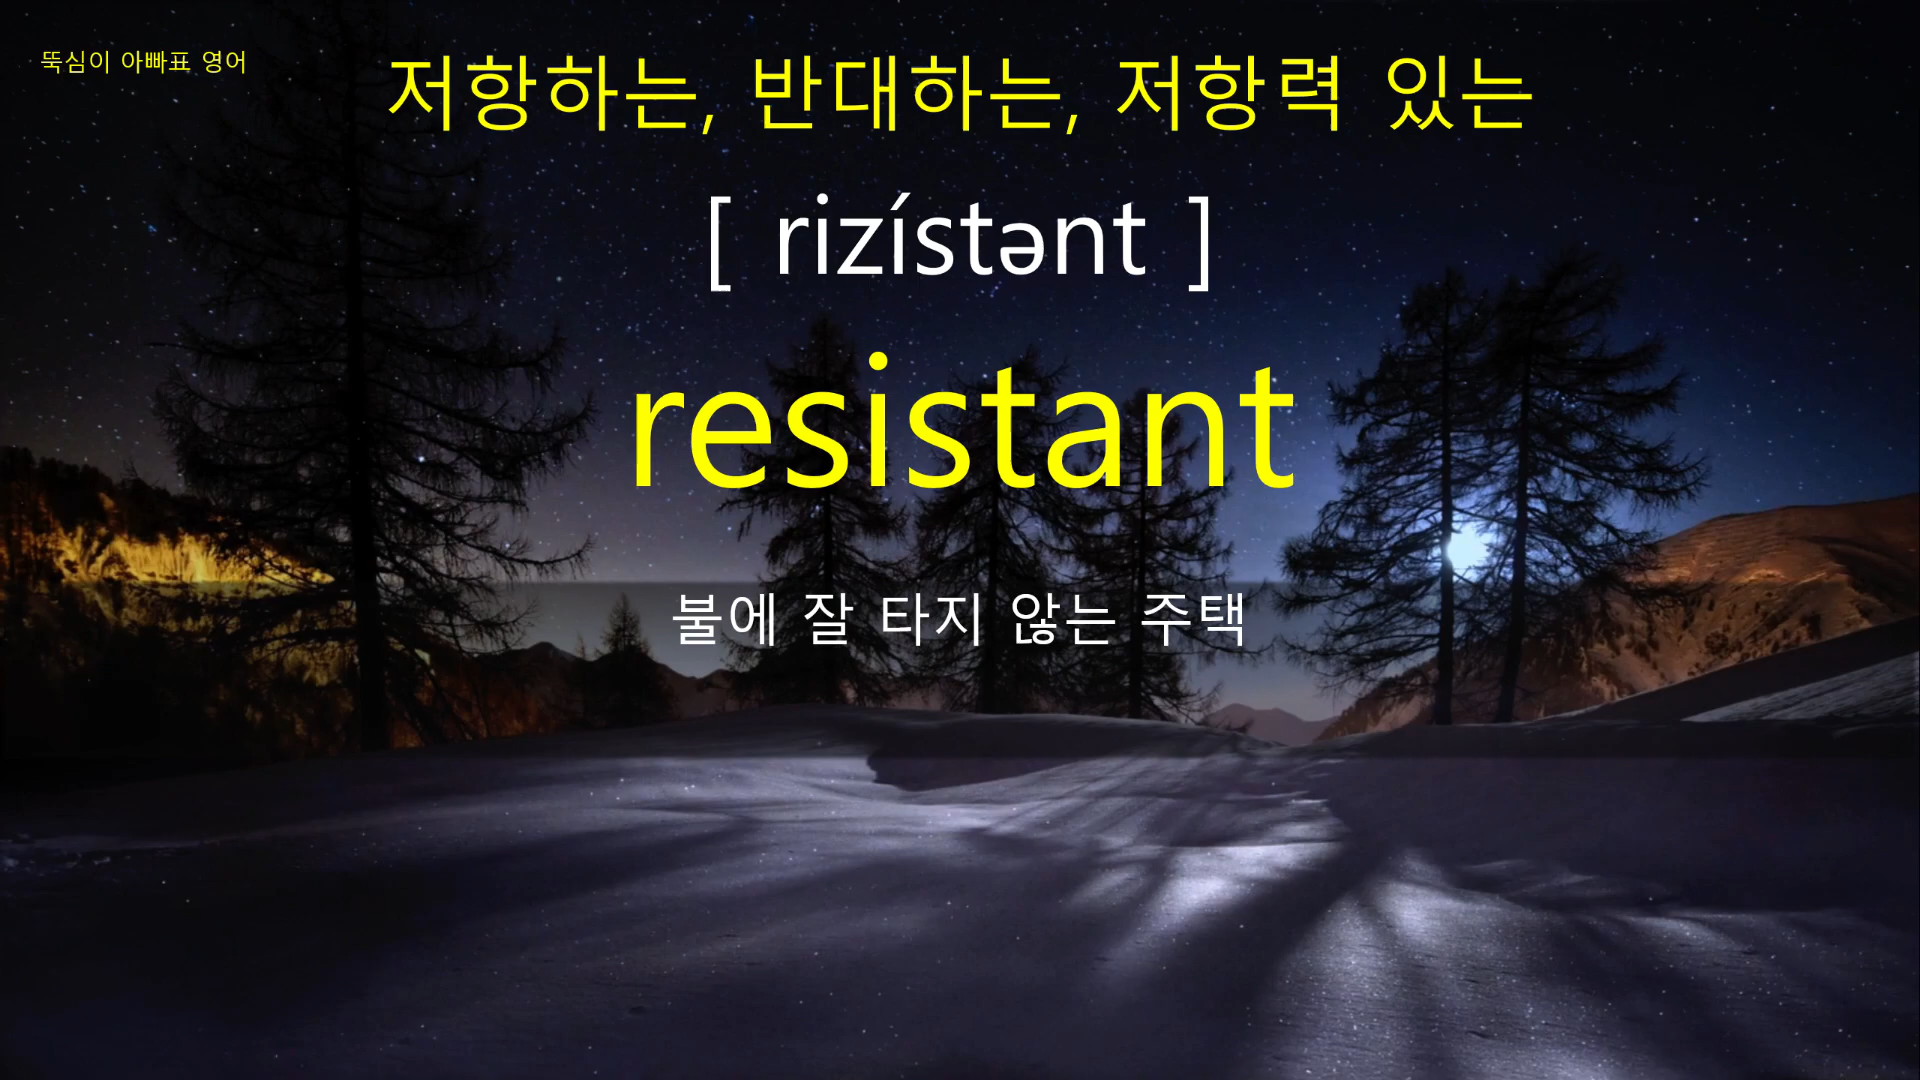 뚝심이 아빠표 영어
저항하는, 반대하는, 저항력 있는
[ rizístənt ]
resistant
불에 잘 타지 않는 주택